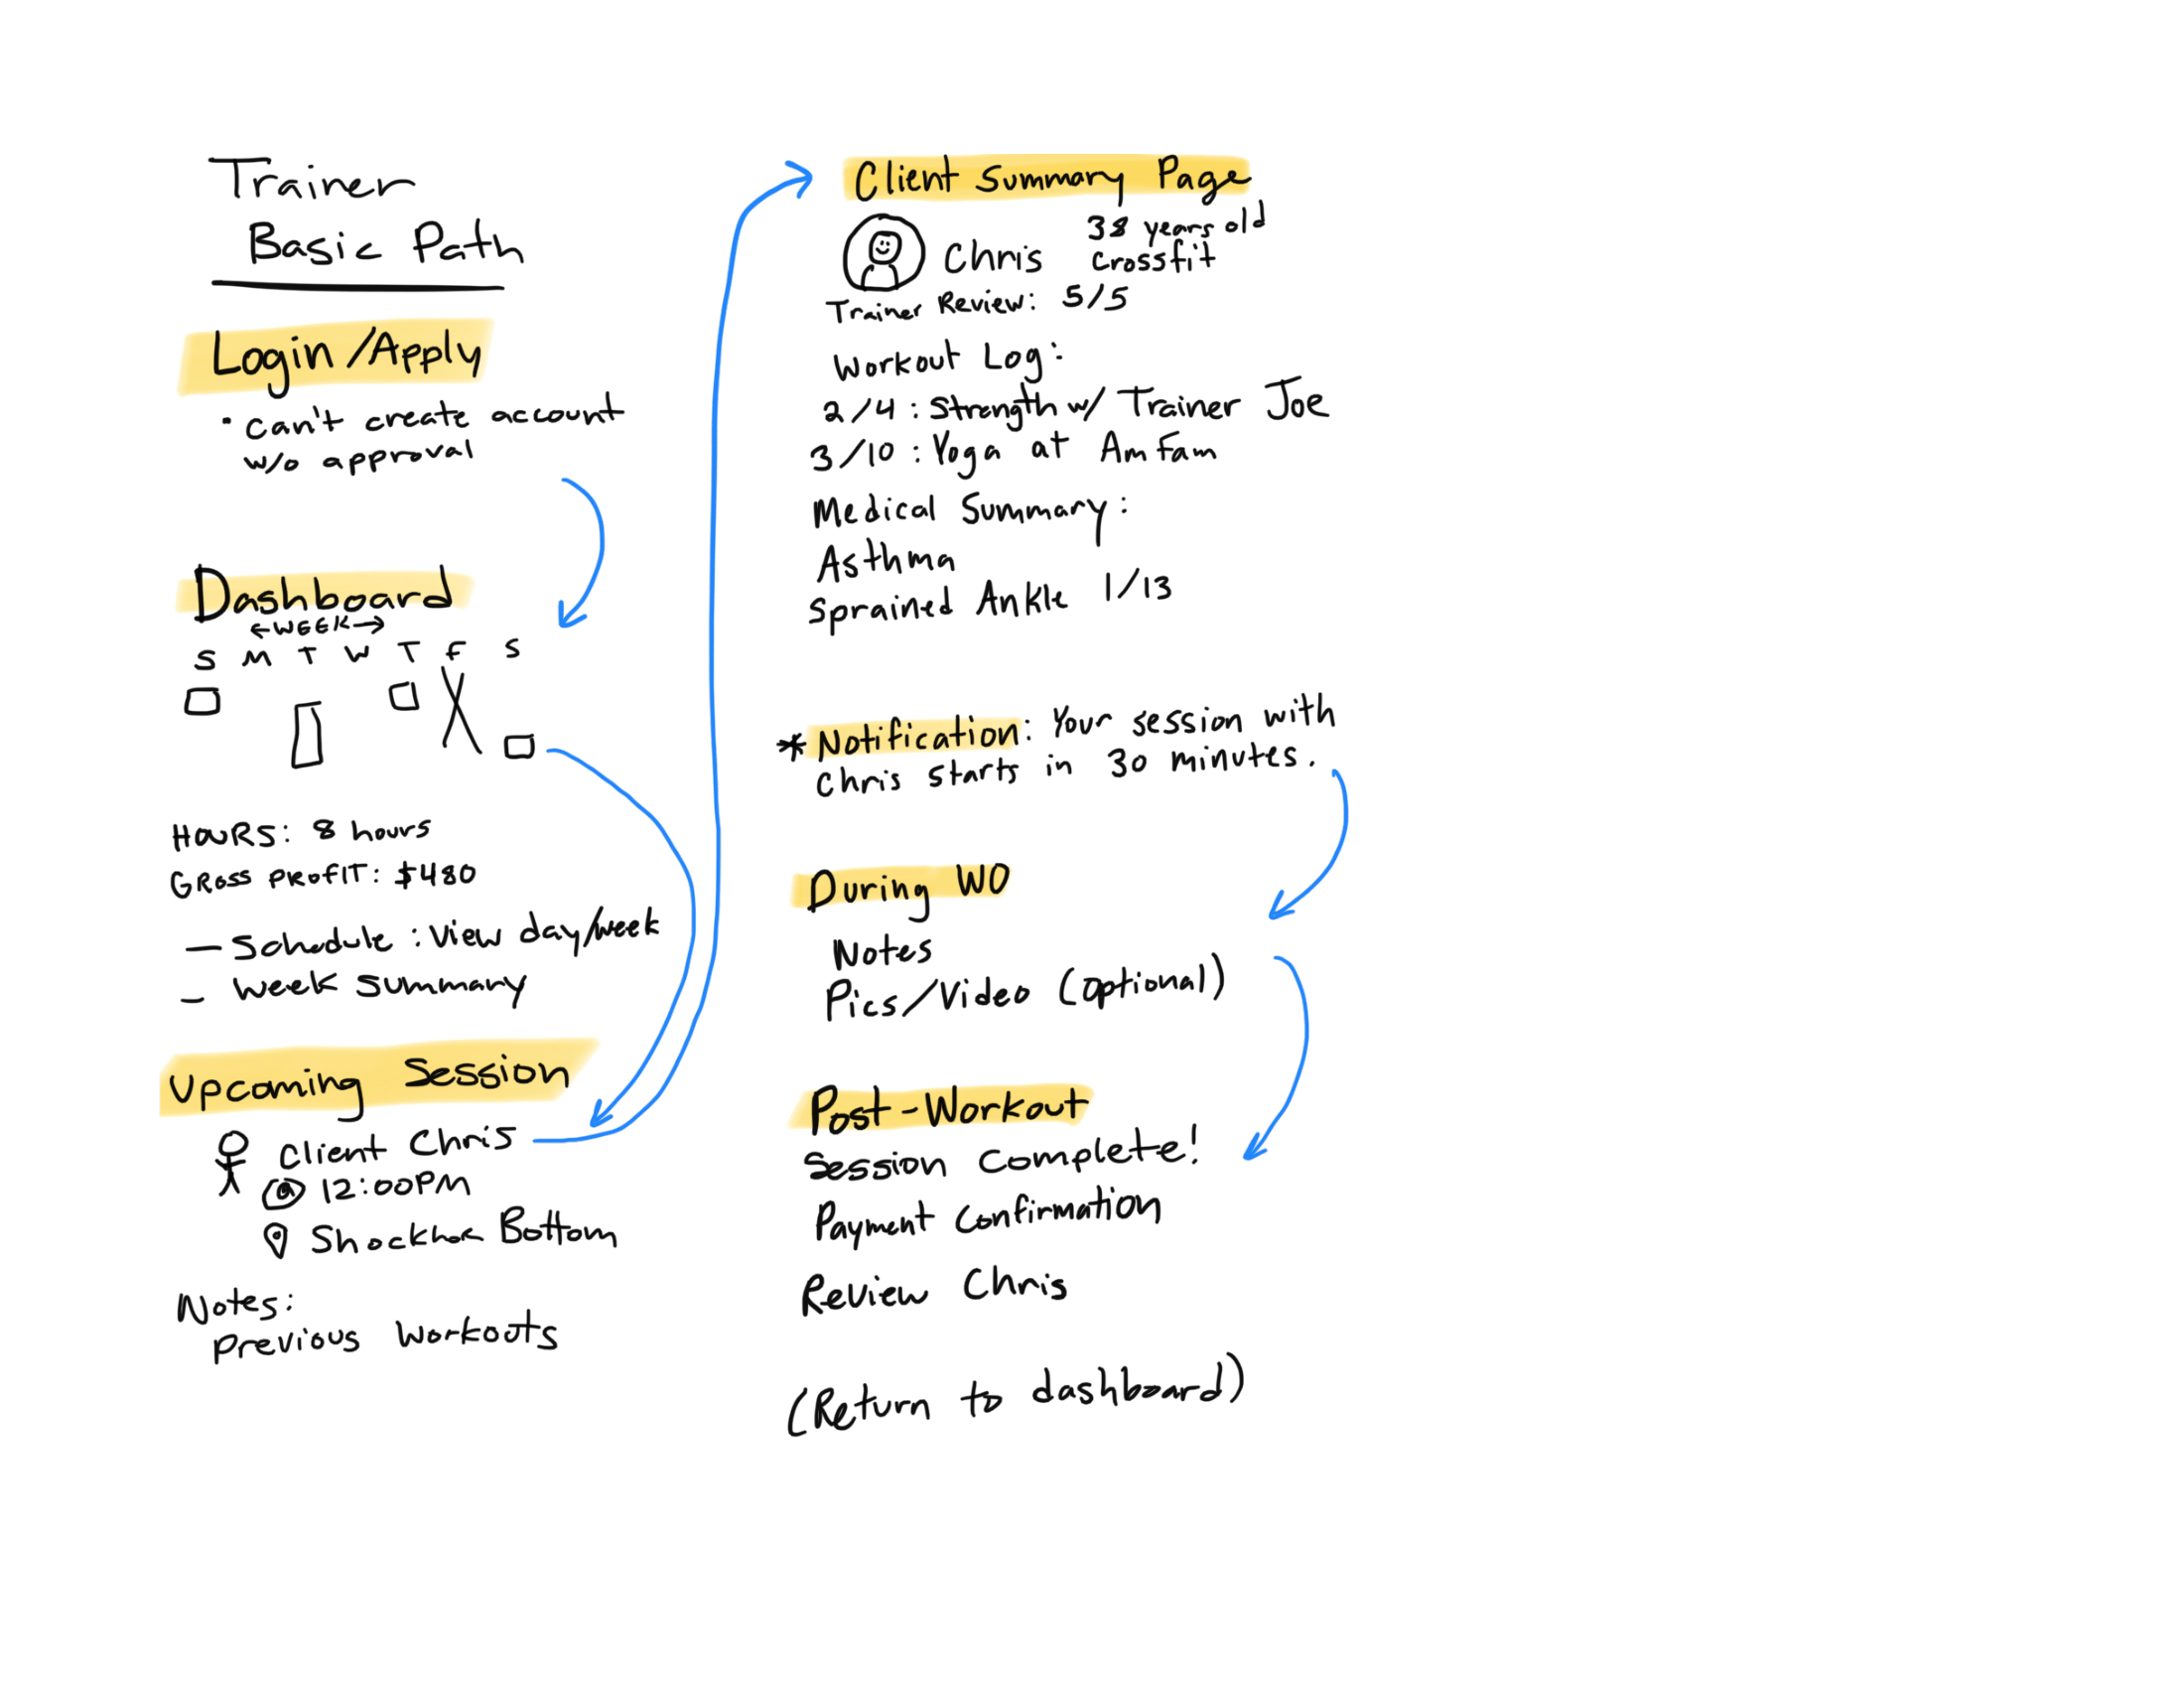 Trainer
Basic Path
Login/Apply
· can't create account
w/o approval
Dashboard
←WEEK→
S M T W T F S
HOURS: 8 hours
GROSS PROFIT: $480
— Schedule: View day/week
– Week summary
Upcoming Session
Client Chris
@ 12:00PM
Shockhoe Bottom
Notes:
Previous Workouts
Client Summary Page
Chris
38 years old
Crossfit
Trainer Review: 5/5
Workout Log:
2/4: Strength w/ Trainer Joe
3/10: Yoga at AmFam
Medical Summary:
Asthma
Sprained Ankle 1/13
* Notification: Your session with
Chris starts in 30 minutes.
During WO
Notes
Pics/Video (optional)
Post-Workout
Session Complete!
Payment Confirmation
Review Chris
(Return to dashboard)